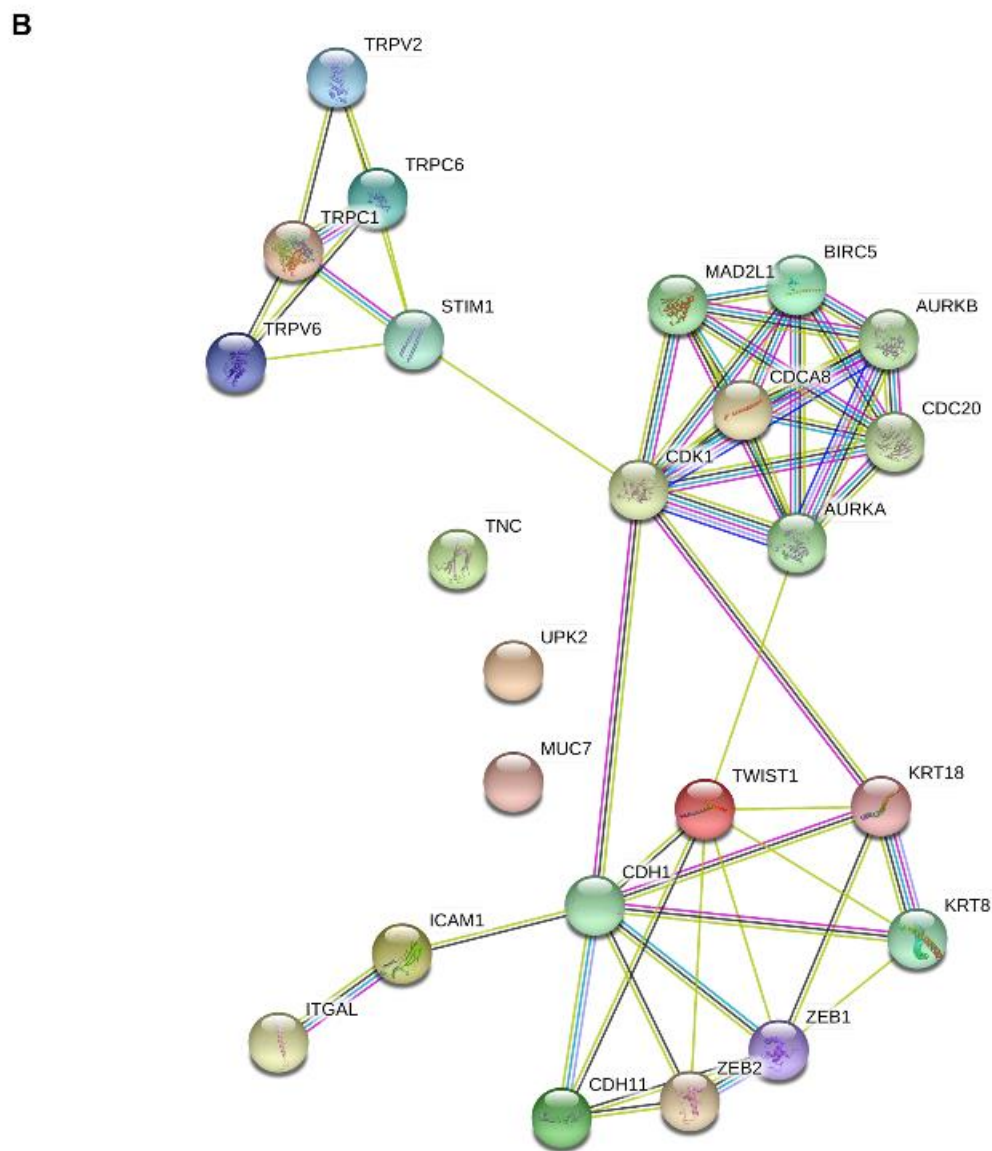 B
TRPV2
TRPC6
TRPC1
STIM1
TRPV6
BIRC5
MAD2L1
AURKB
CDCA8
CDC20
CDK1
AURKA
TNC
UPK2
MUC7
TWIST1
KRT18
CDH1
KRT8
ICAM1
ITGAL
ZEB1
ZEB2
CDH11